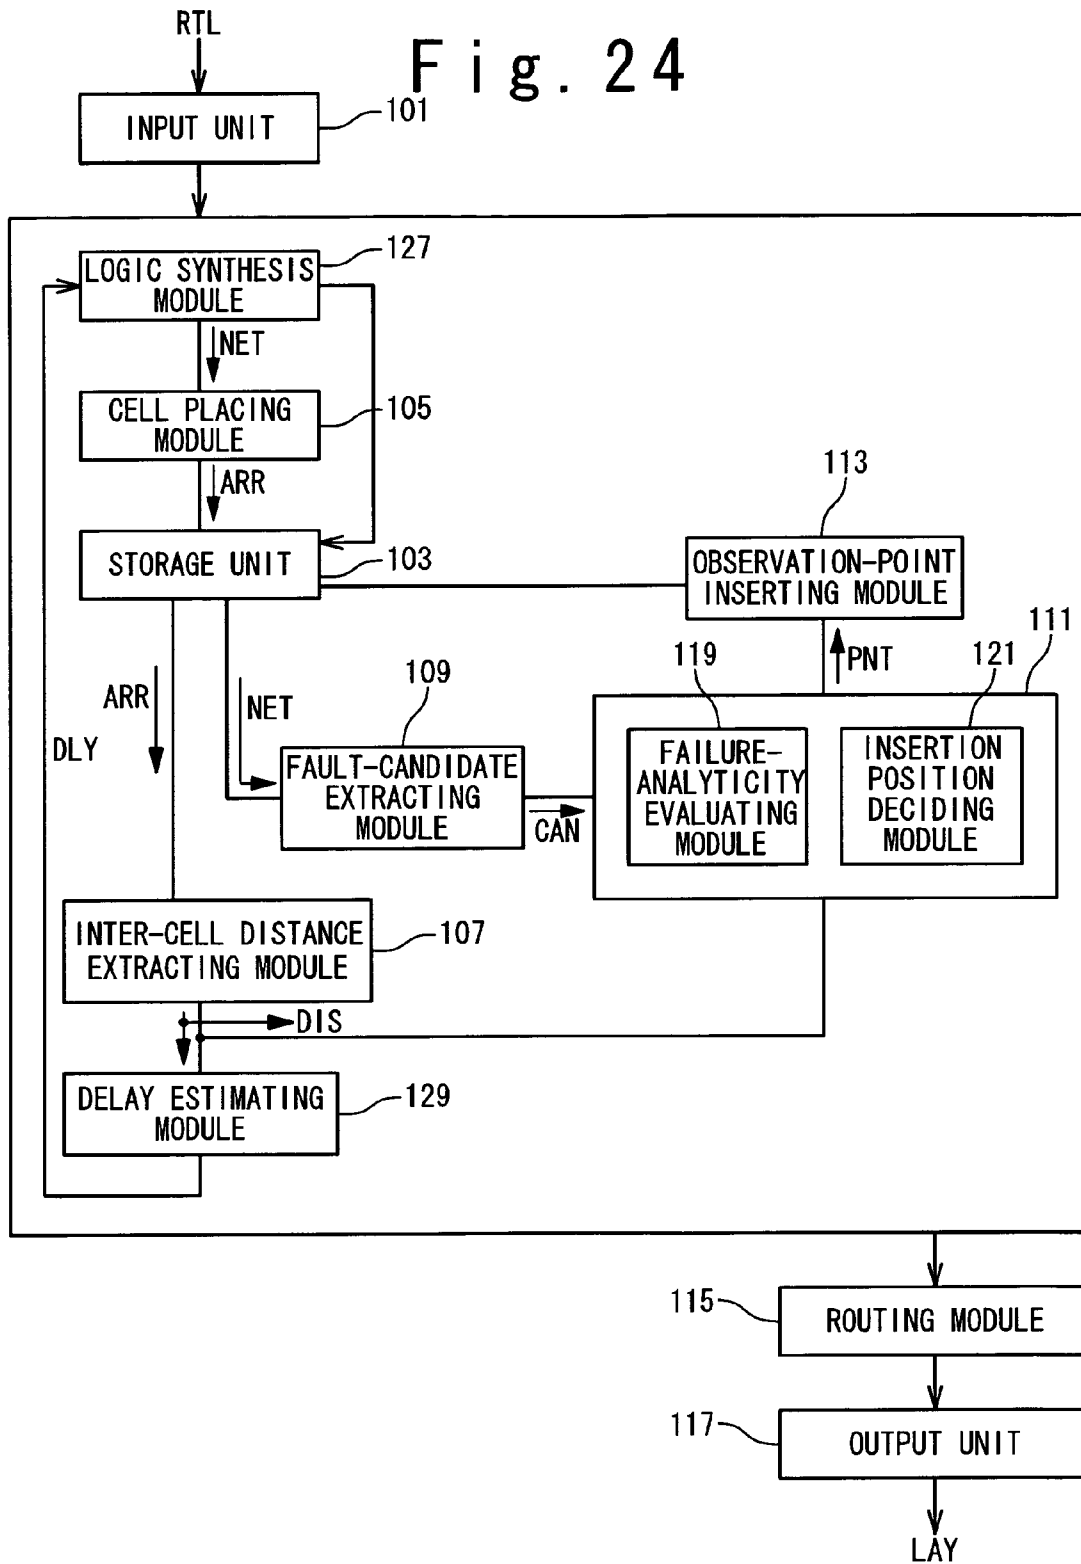 RTL
Fig. 24
INPUT UNIT
101
LOGIC SYNTHESIS
MODULE
127
NET
CELL PLACING
MODULE
105
ARR
STORAGE UNIT
103
113
OBSERVATION-POINT
INSERTING MODULE
111
PNT
119
121
FAILURE-
ANALYTICITY
EVALUATING
MODULE
INSERTION
POSITION
DECIDING
MODULE
ARR
DLY
NET
109
FAULT-CANDIDATE
EXTRACTING
MODULE
CAN
INTER-CELL DISTANCE
EXTRACTING MODULE
107
DIS
DELAY ESTIMATING
MODULE
129
115
ROUTING MODULE
117
OUTPUT UNIT
LAY